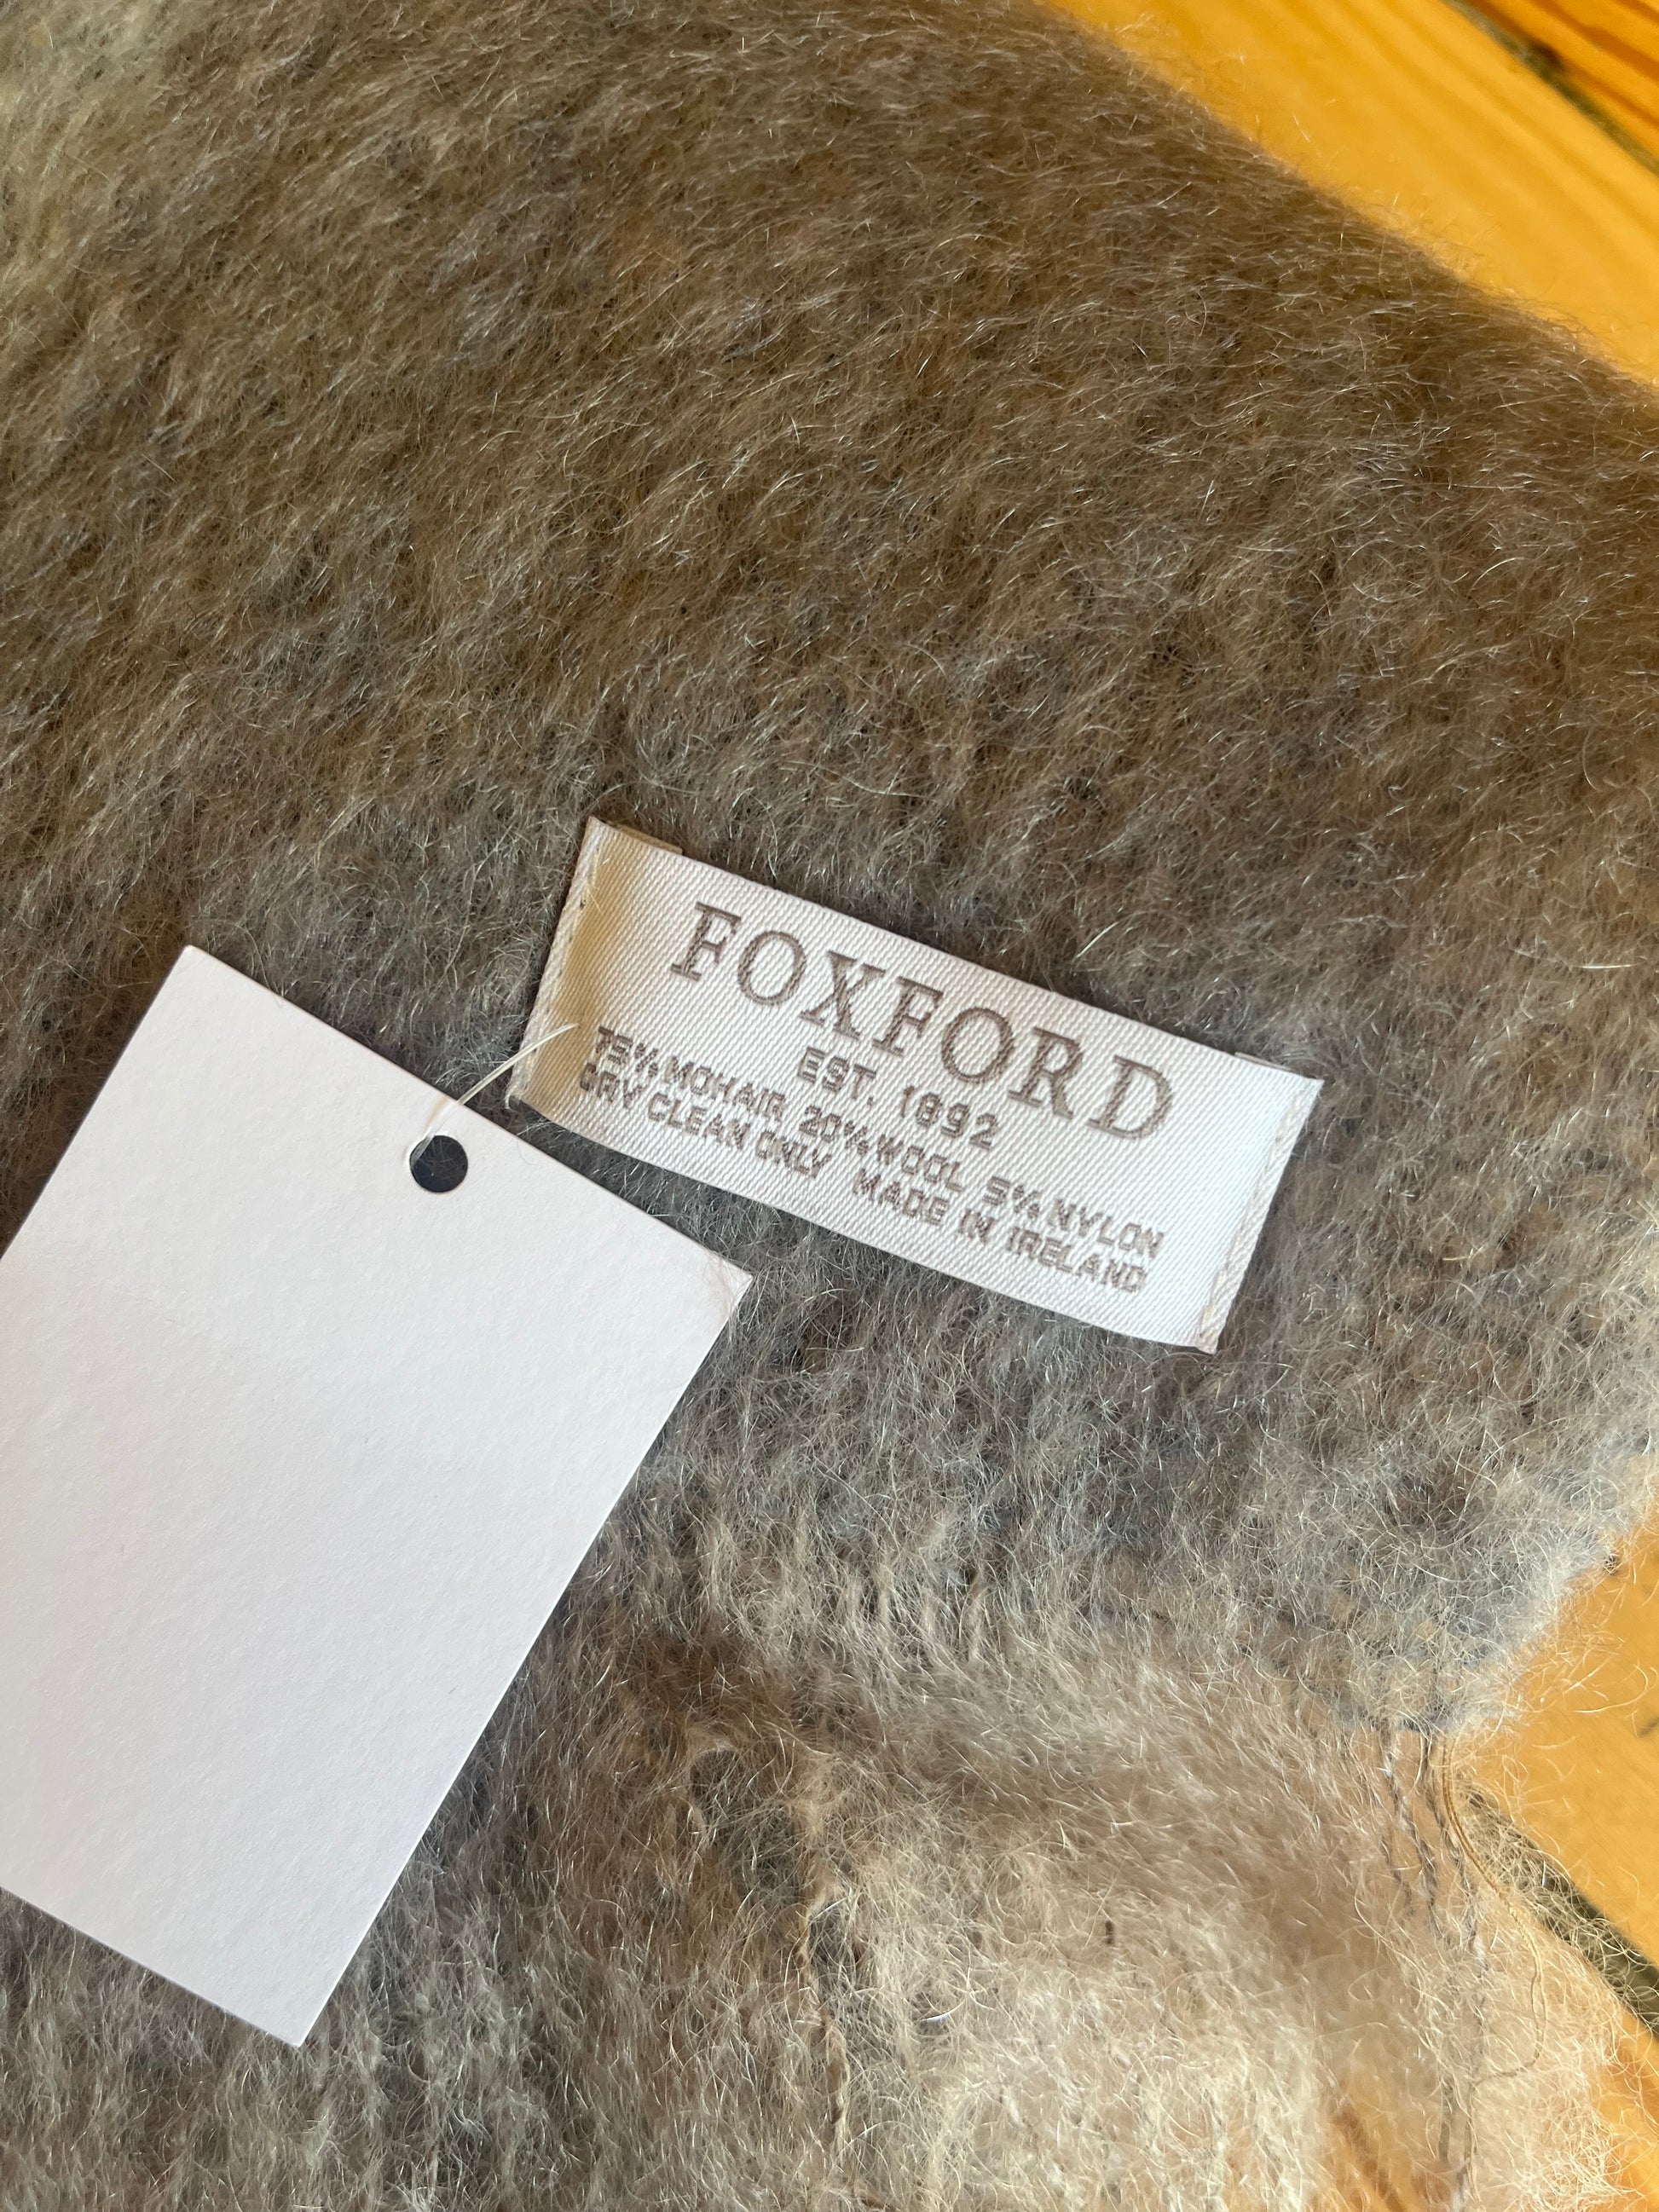 FOXFORD
EST. 1892
75% MOHAIR 20% WOOL 5% NYLON
DRY CLEAN ONLY MADE IN IRELAND